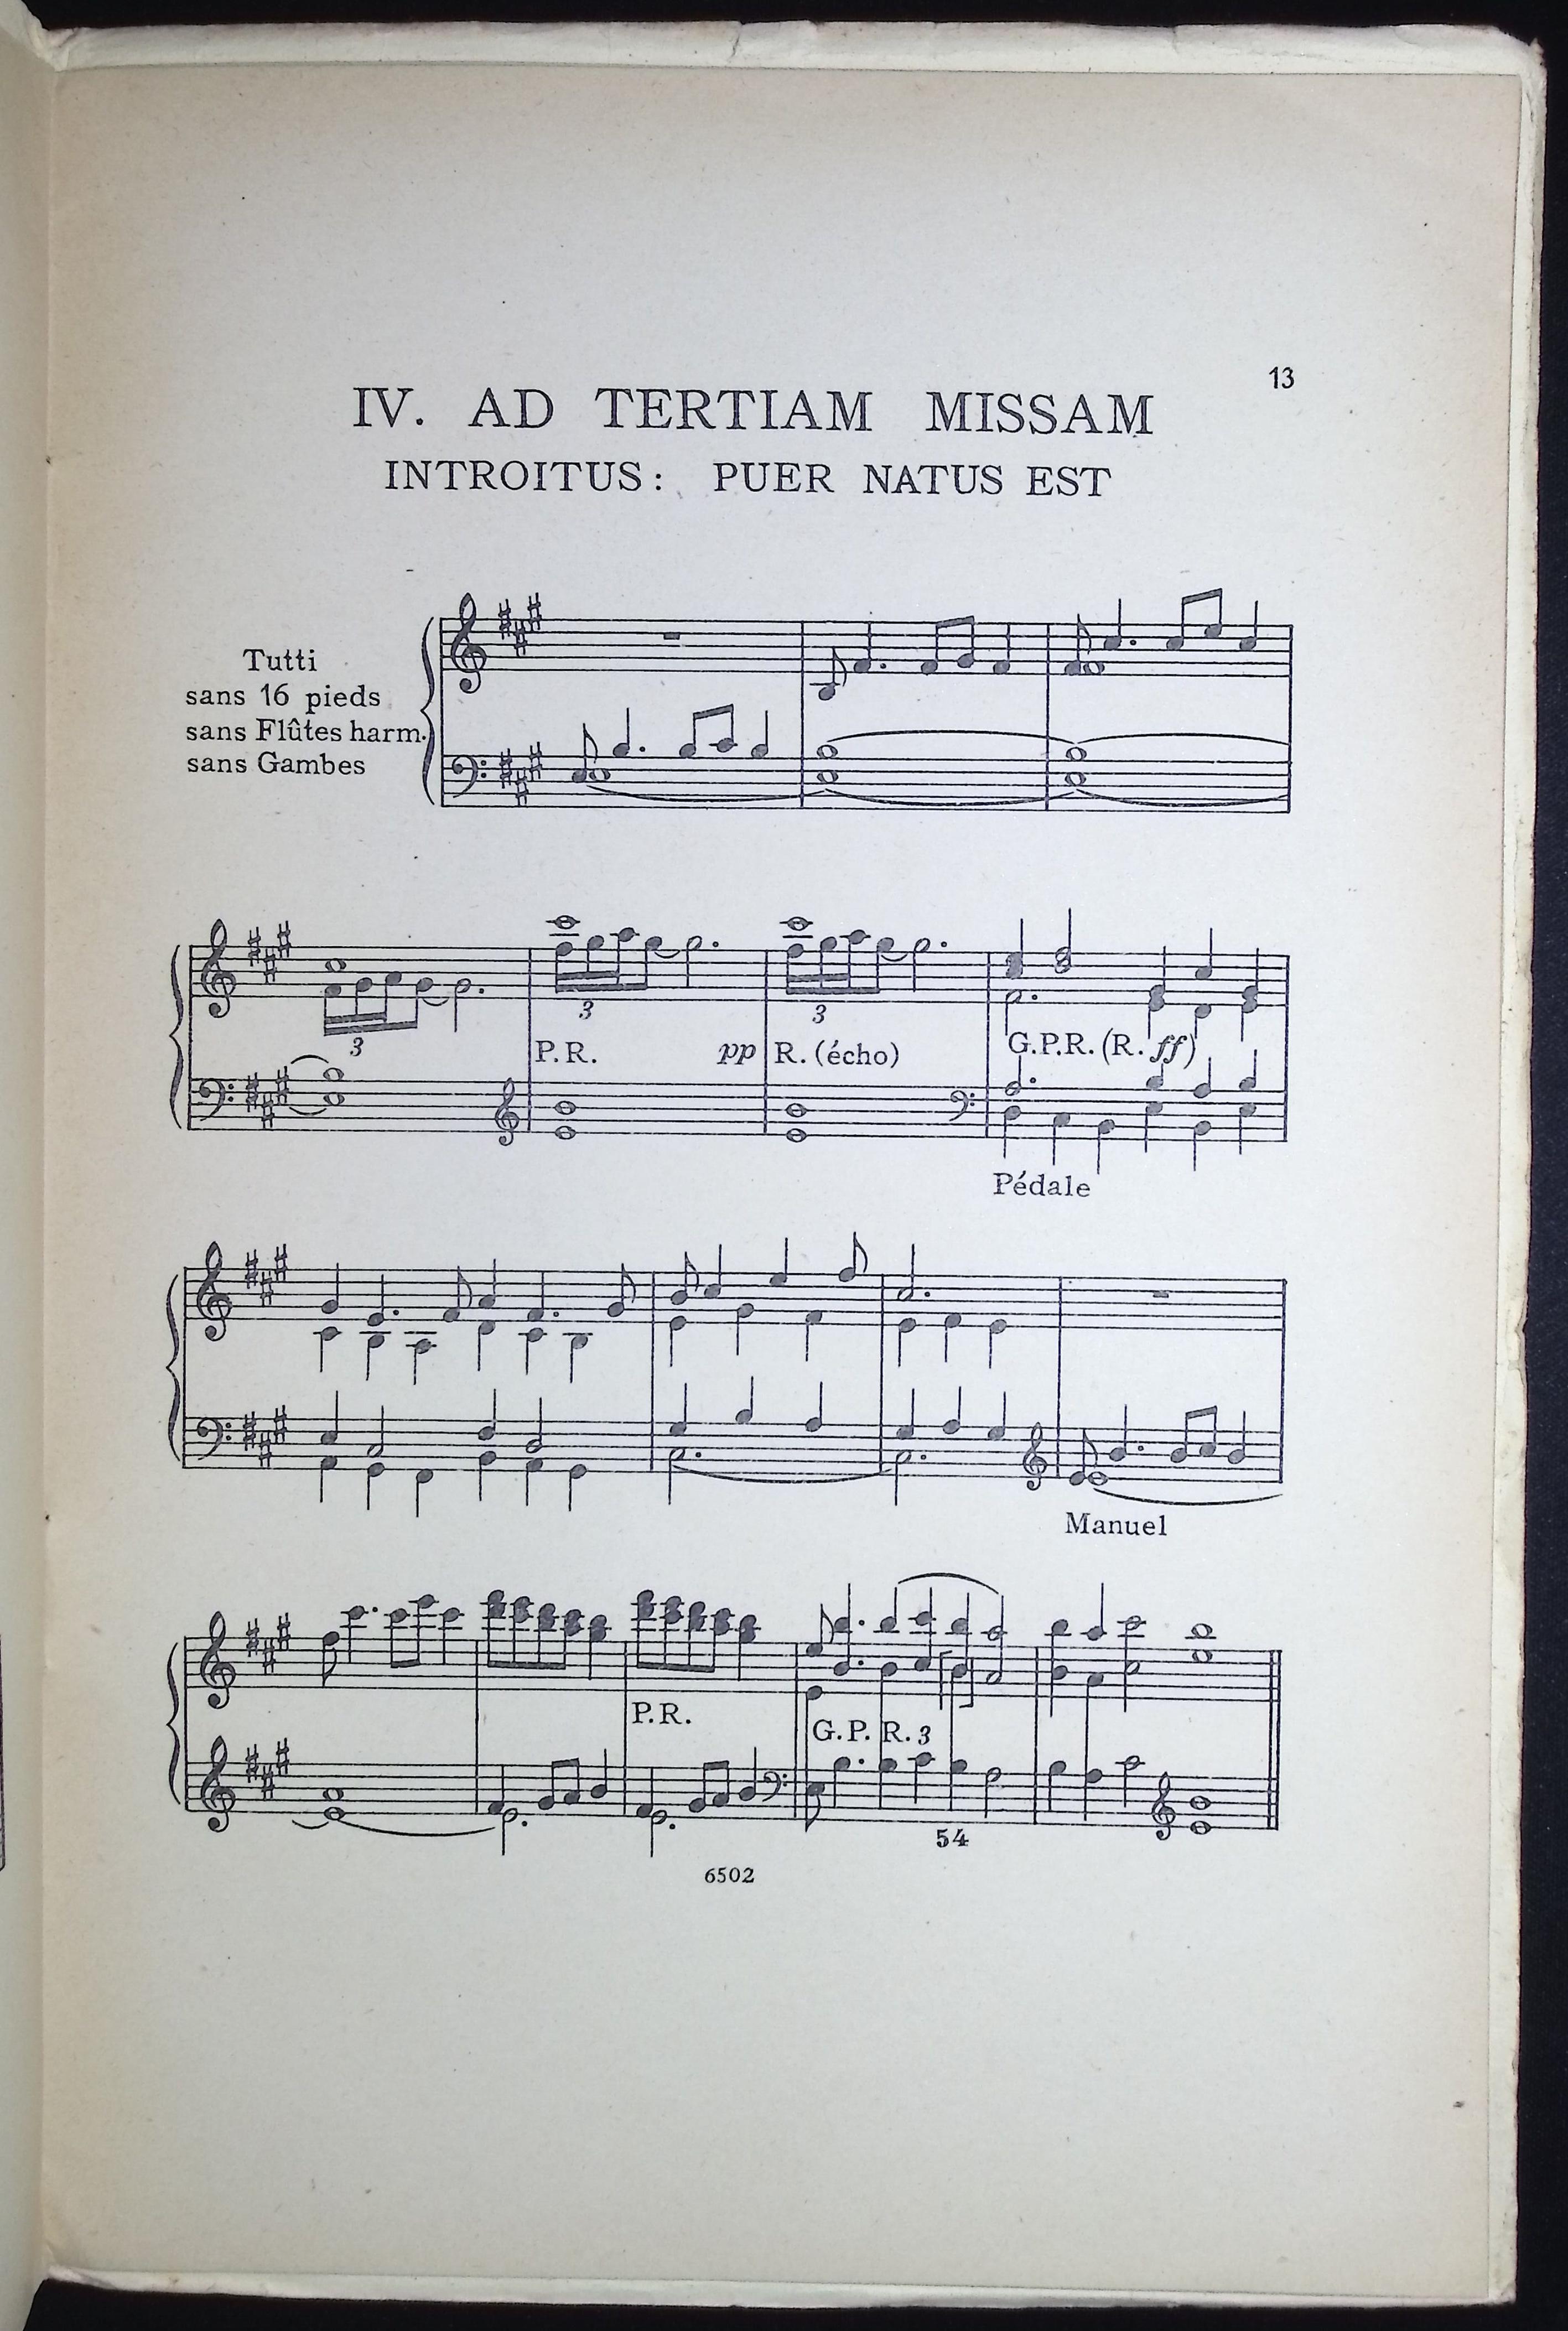 13
IV. AD TERTIAM MISSAM
INTROITUS: PUER NATUS EST
Tutti
sans 16 pieds
sans Flûtes harm.
sans Gambes
3
3
3
P.R.
pp
R. (écho)
G.P.R. (R. ff)
Pédale
Manuel
P.R.
G.P.R.3
54
6502